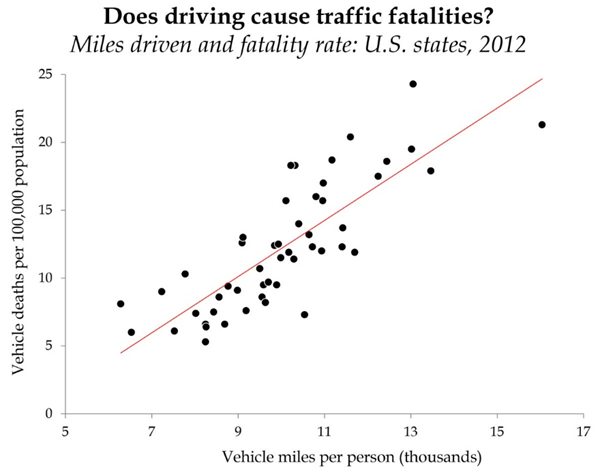 Does driving cause traffic fatalities?
Miles driven and fatality rate: U.S. states, 2012
Vehicle deaths per 100,000 population
25
20
15
10
5
0
5 7 9 11 13 15 17
Vehicle miles per person (thousands)